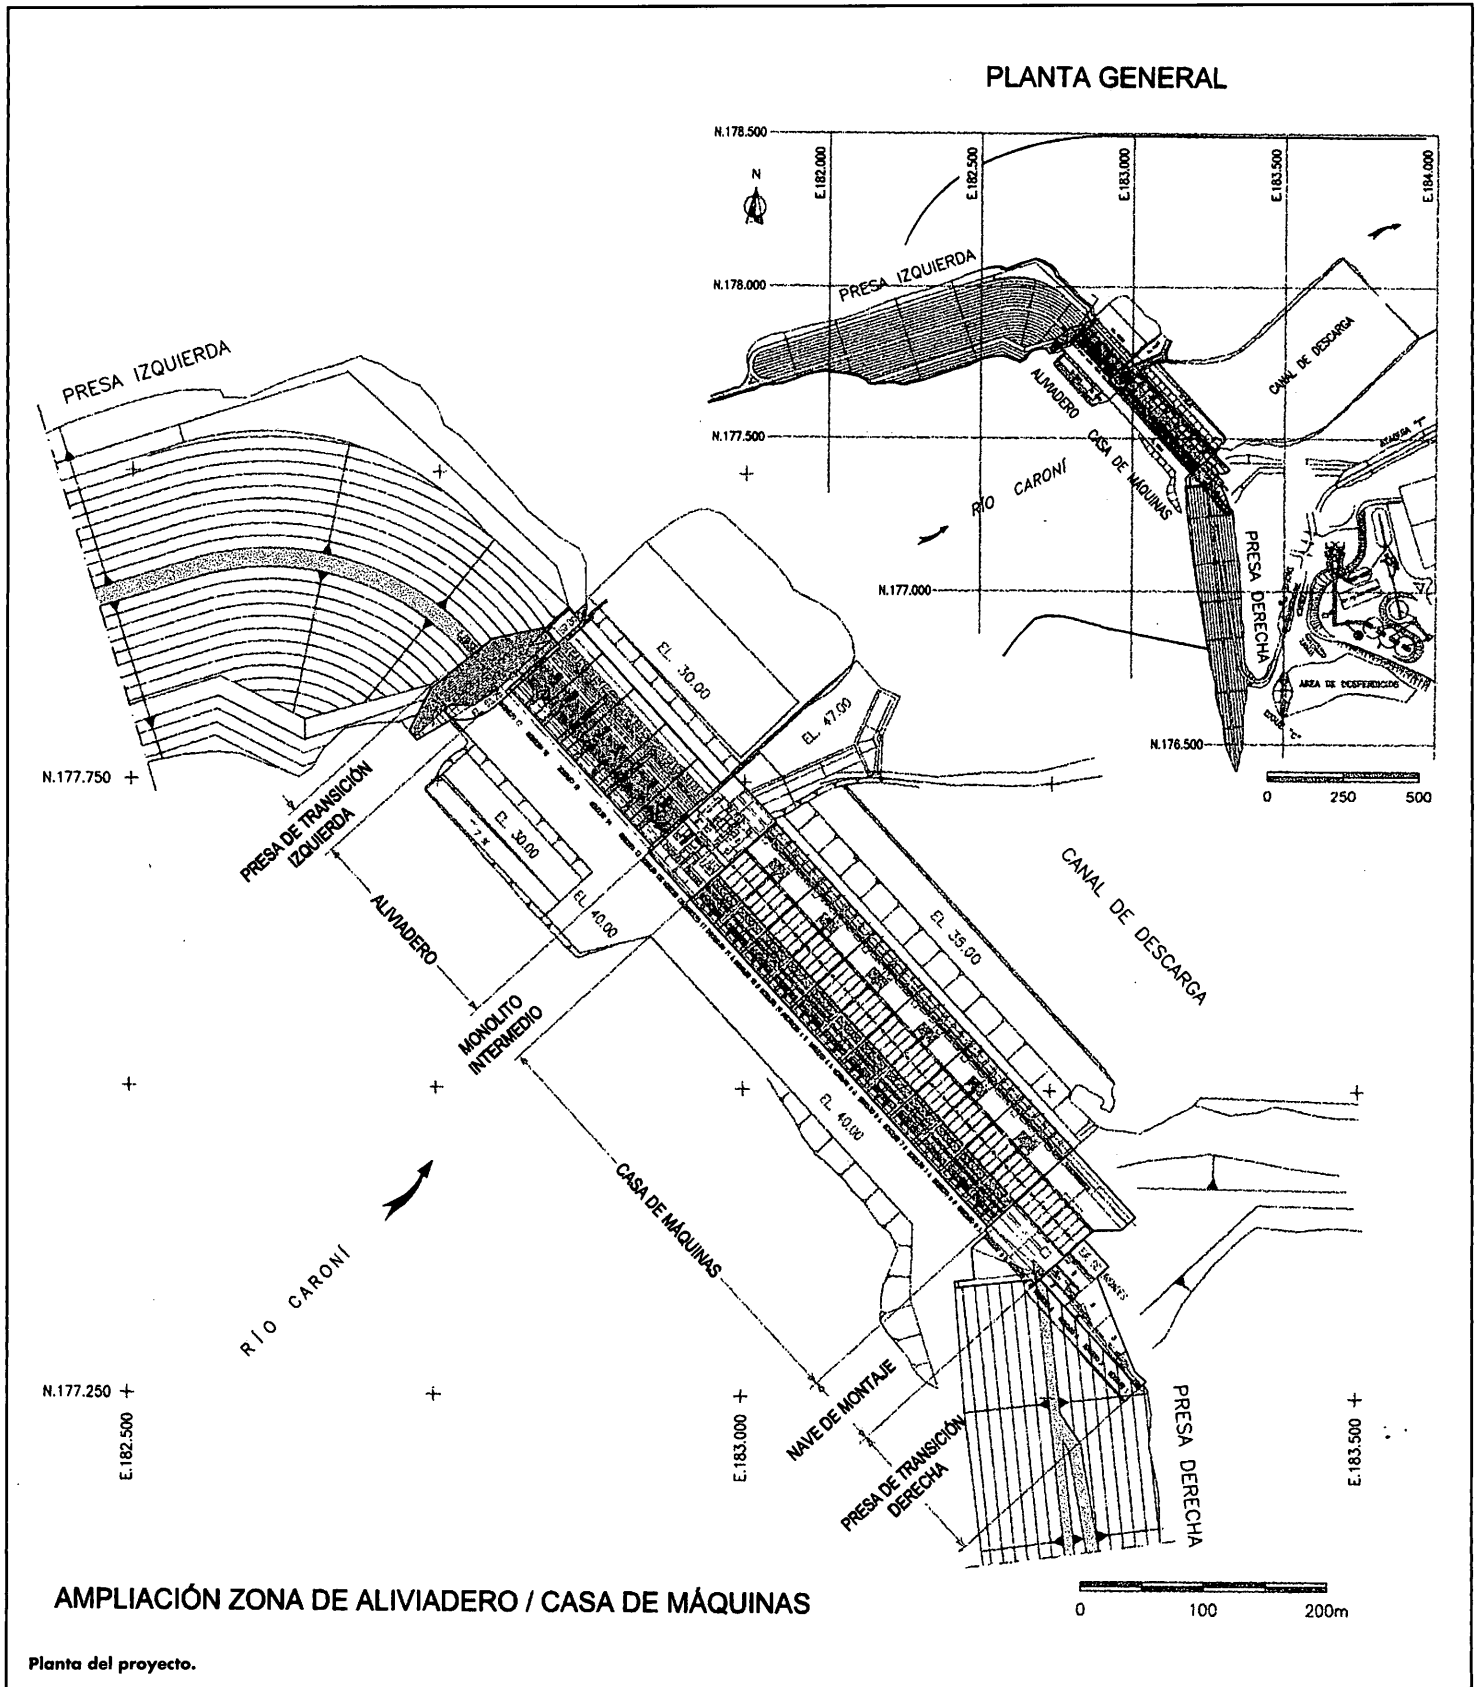 PLANTA GENERAL
N.178.500
E.182.000
E.182.500
E.183.000
E.183.500
E.184.000
N
N.178.000
PRESA IZQUIERDA
CANAL DE DESCARGA
ALIVIADERO
CASA DE MÁQUINAS
N.177.500
RÍO CARONÍ
N.177.000
PRESA DERECHA
AREA DE DESPERDICIOS
N.176.500
0 250 500
PRESA IZQUIERDA
EL. 30.00
EL. 47.00
N.177.750
PRESA DE TRANSICIÓN
IZQUIERDA
EL. 30.00
EL. 40.00
ALIVIADERO
EL. 35.00
CANAL DE DESCARGA
MONOLITO
INTERMEDIO
EL. 40.00
CASA DE MÁQUINAS
RÍO CARONÍ
N.177.250
NAVE DE MONTAJE
PRESA DE TRANSICIÓN
DERECHA
PRESA DERECHA
E.182.500
E.183.000
E.183.500
AMPLIACIÓN ZONA DE ALIVIADERO / CASA DE MÁQUINAS
0 100 200m
Planta del proyecto.